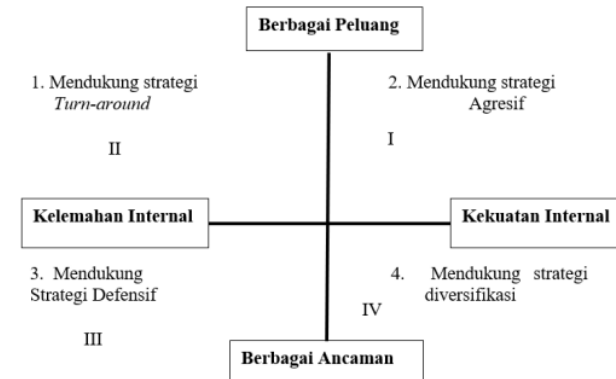 Berbagai Peluang
1. Mendukung strategi
Turn-around
II
2. Mendukung strategi
Agresif
I
Kelemahan Internal
Kekuatan Internal
3. Mendukung
Strategi Defensif
III
4. Mendukung strategi
diversifikasi
IV
Berbagai Ancaman